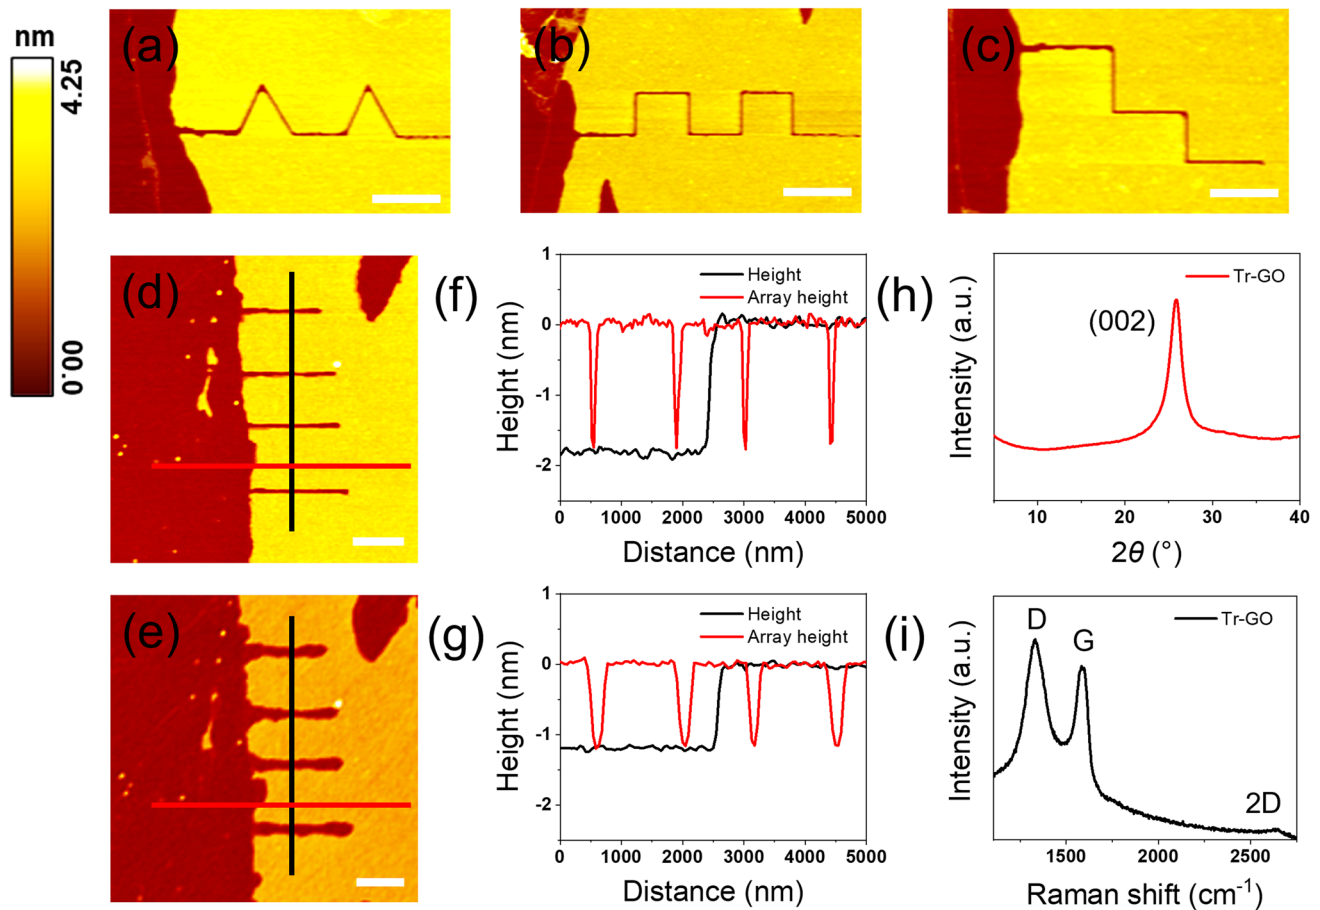 nm
4.25
0.00
(a)
(b)
(c)
(d)
(e)
(f)
Height (nm)
1
0
-1
-2
Height
Array height
0 1000 2000 3000 4000 5000
Distance (nm)
(g)
Height (nm)
1
0
-1
-2
Height
Array height
0 1000 2000 3000 4000 5000
Distance (nm)
(h)
Intensity (a.u.)
Tr-GO
(002)
10 20 30 40
2θ (°)
(i)
Intensity (a.u.)
Tr-GO
D
G
2D
1500 2000 2500
Raman shift (cm⁻¹)